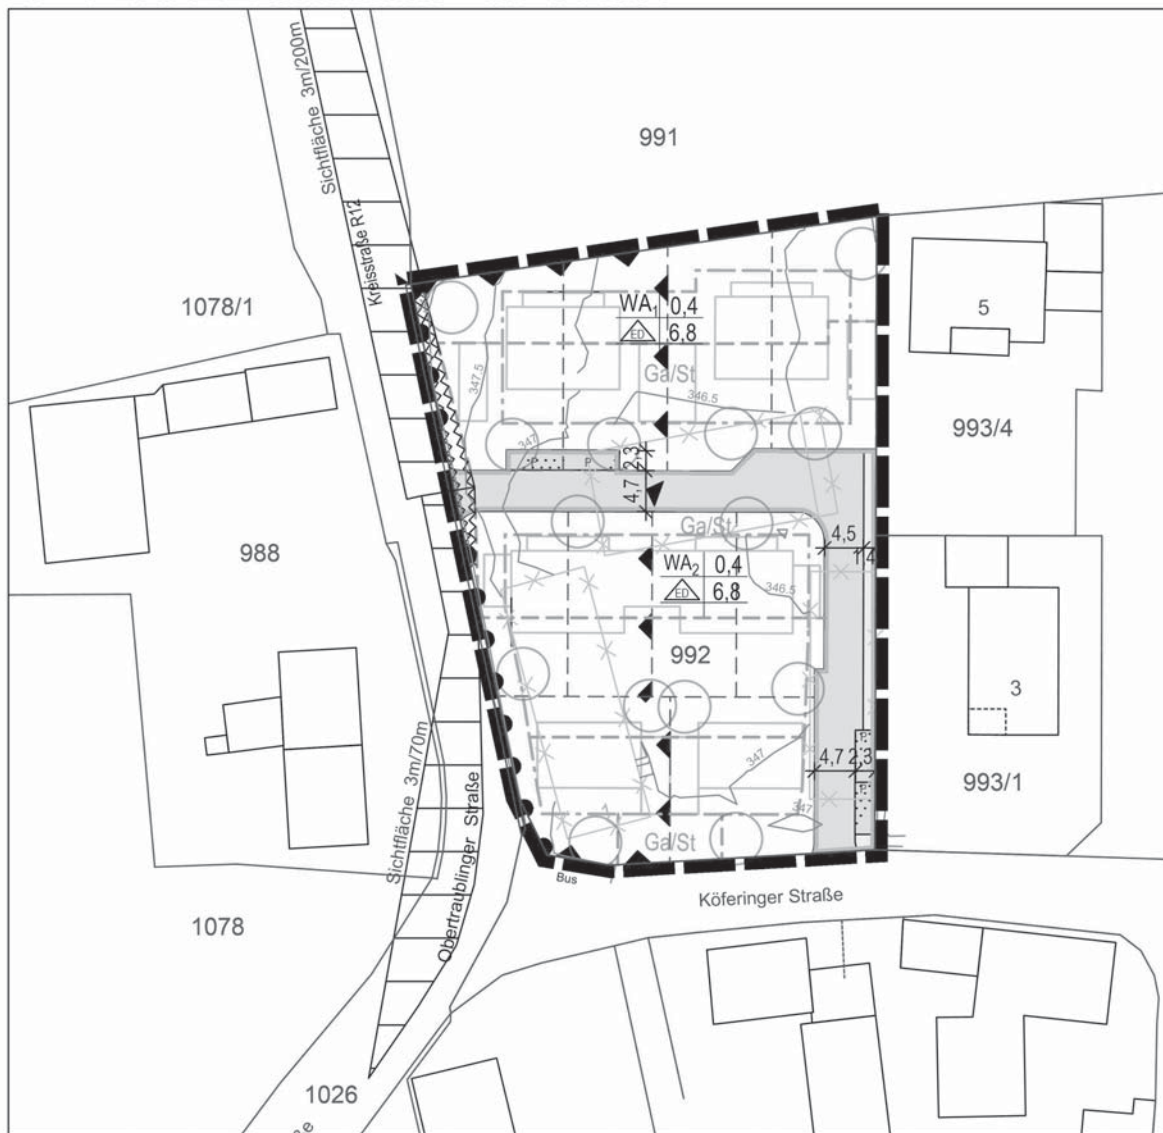 Sichtfläche 3m/200m
991
Kreisstraße R12
1078/1
5
WA1 0,4
ED 6,8
347.5
Ga/St
346.5
993/4
347
P P
2,3
4,7
988
Ga/St
4,5
1
4
WA2 0,4
ED 6,8
346.5
992
3
Sichtfläche 3m/70m
Obertraublinger Straße
347
P
4,7 2,3
P
993/1
347
Ga/St
Bus
Köferinger Straße
1078
1026